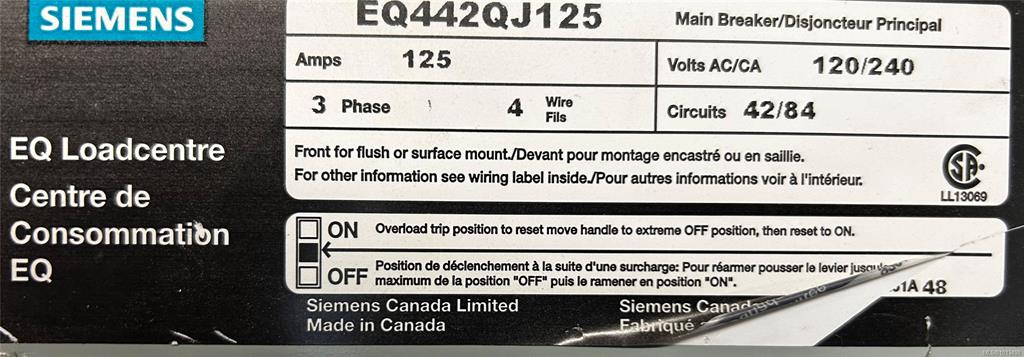 SIEMENS
EQ442QJ125
Main Breaker/Disjoncteur Principal
Amps 125
Volts AC/CA 120/240
3 Phase 4 Wire
Fils
Circuits 42/84
EQ Loadcentre
Centre de
Consommation
EQ
Front for flush or surface mount./Devant pour montage encastré ou en saillie.
For other information see wiring label inside./Pour autres informations voir à l'intérieur.
LL13069
ON Overload trip position to reset move handle to extreme OFF position, then reset to ON.
OFF Position de déclenchement à la suite d'une surcharge: Pour réarmer pousser le levier
maximum de la position "OFF" puis le ramener en position "ON".
48
Siemens Canada Limited
Made in Canada
Siemens
Fabriqué